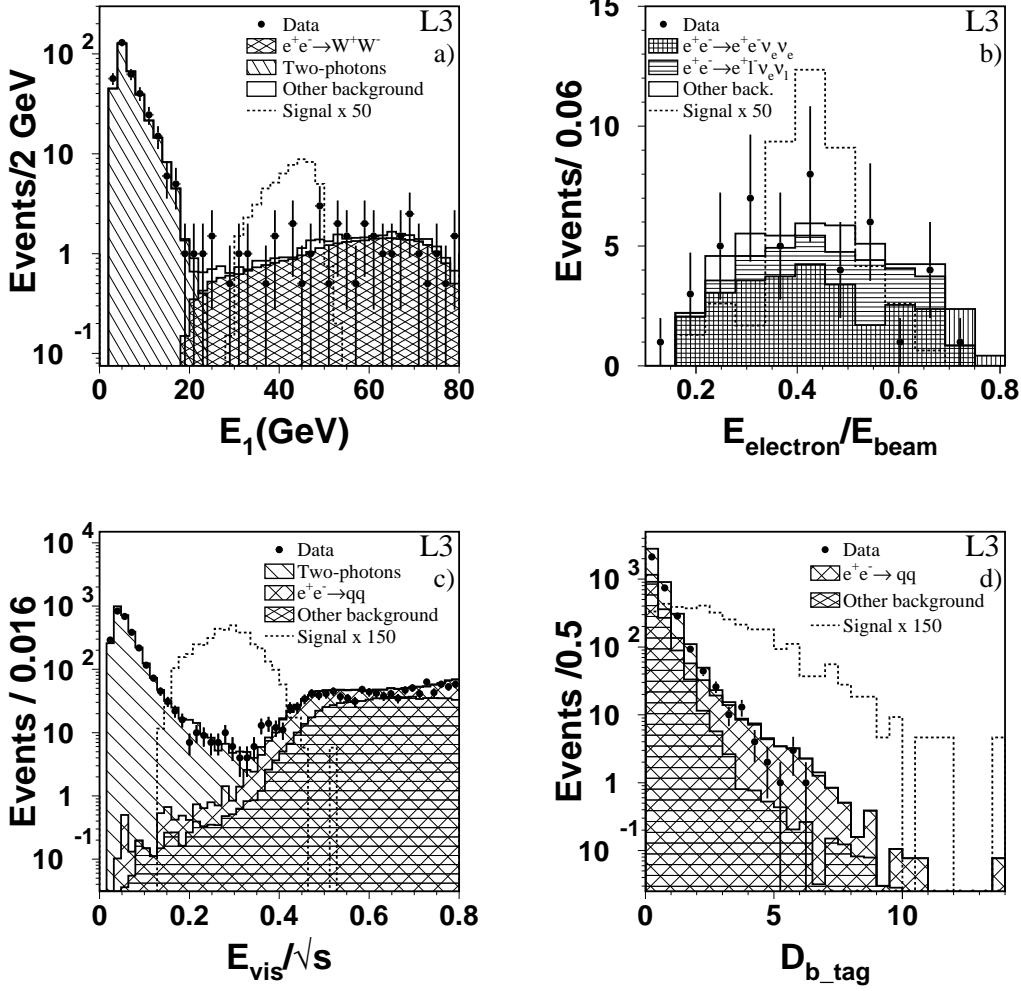 L3
a)
Data
e⁺e⁻→W⁺W⁻
Two-photons
Other background
Signal x 50
Events/2 GeV
10²
10
1
10⁻¹
0 20 40 60 80
E₁(GeV)
L3
b)
Data
e⁺e⁻→e⁺e⁻νₑνₑ
e⁺e⁻→e⁺l⁻νₑνₗ
Other back.
Signal x 50
Events/ 0.06
15
10
5
0
0.2 0.4 0.6 0.8
E_electron/E_beam
L3
c)
Data
Two-photons
e⁺e⁻→qq
Other background
Signal x 150
Events / 0.016
10⁴
10³
10²
10
1
10⁻¹
0 0.2 0.4 0.6 0.8
E_vis/√s
L3
d)
Data
e⁺e⁻→ qq
Other background
Signal x 150
Events /0.5
10³
10²
10
1
10⁻¹
0 5 10
D_b_tag